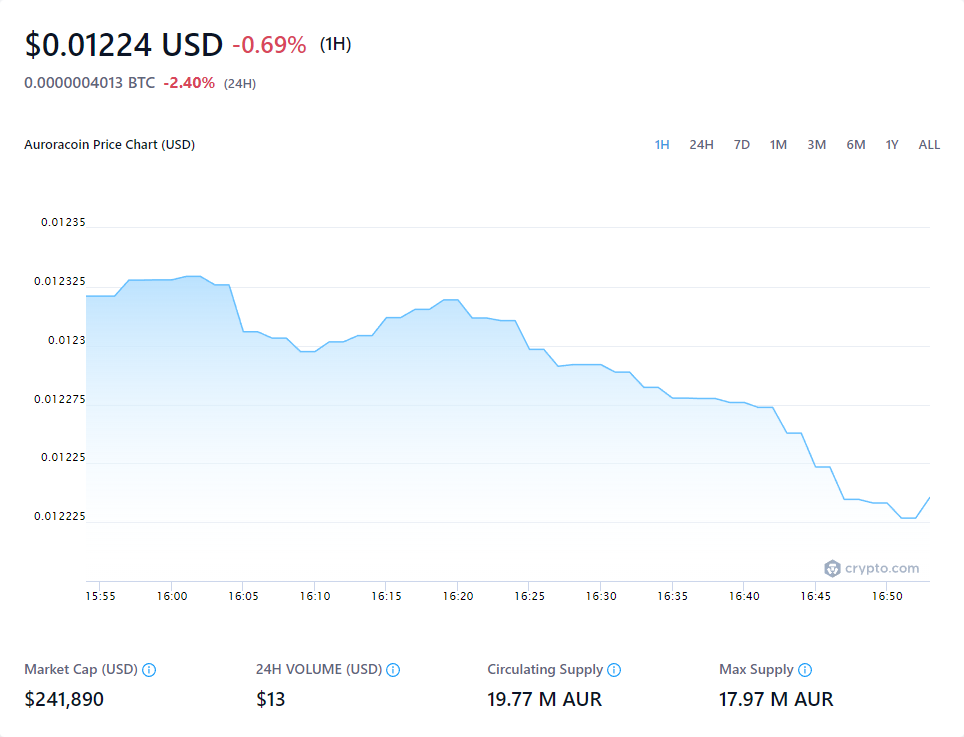 $0.01224 USD -0.69% (1H)
0.0000004013 BTC -2.40% (24H)
Auroracoin Price Chart (USD) 1H 24H 7D 1M 3M 6M 1Y ALL
0.01235
0.012325
0.0123
0.012275
0.01225
0.012225
crypto.com
15:55 16:00 16:05 16:10 16:15 16:20 16:25 16:30 16:35 16:40 16:45 16:50
Market Cap (USD) 24H VOLUME (USD) Circulating Supply Max Supply
$241,890 $13 19.77 M AUR 17.97 M AUR